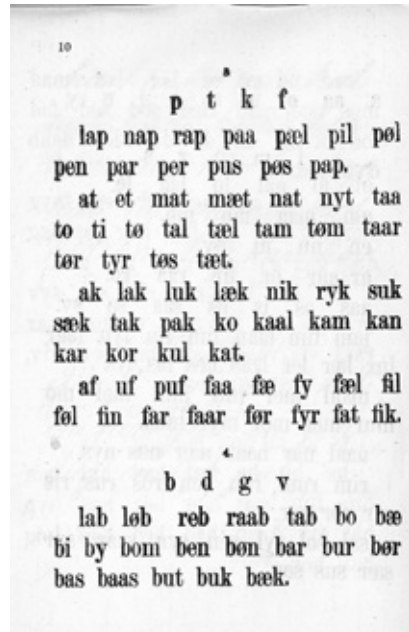 10
p t k f
lap nap rap paa pæl pil pøl
pen par per pus pøs pap.
at et mat mæt nat nyt taa
to ti tø tal tæl tam tøm taar
tør tyr tøs tæt.
ak lak luk læk nik ryk suk
sæk tak pak ko kaal kam kan
kar kor kul kat.
af uf puf faa fæ fy fæl fil
føl fin far faar før fyr fat fik.
b d g v
lab løb reb raab tab bo bæ
bi by bom ben bøn bar bur bør
bas baas but buk bæk.